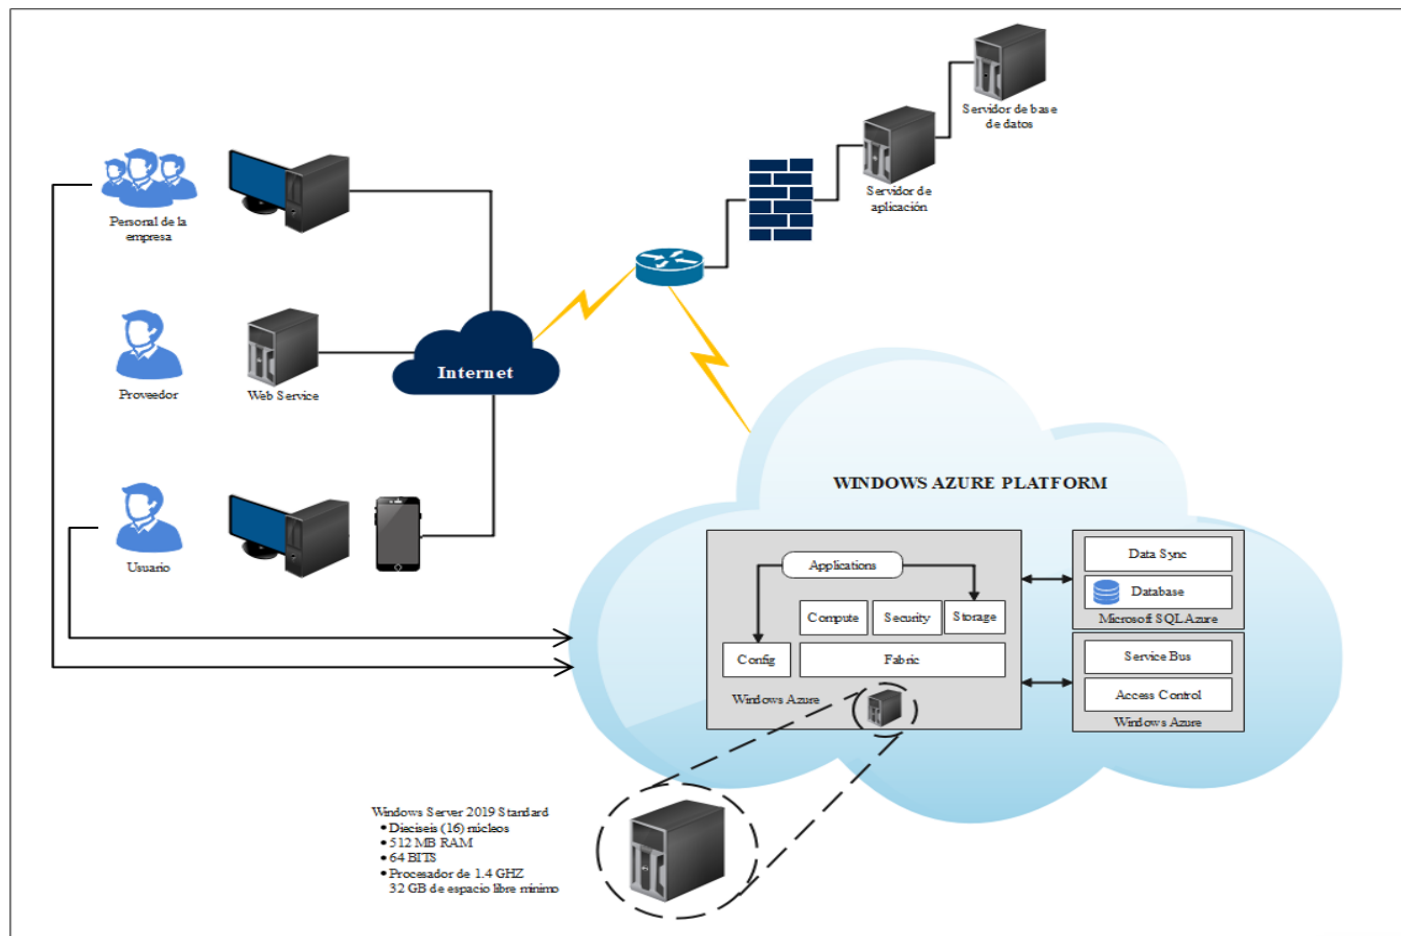 Servidor de base
de datos
Servidor de
aplicación
Personal de la
empresa
Proveedor
Web Service
Internet
Usuario
WINDOWS AZURE PLATFORM
Applications
Compute
Security
Storage
Config
Fabric
Windows Azure
Data Sync
Database
Microsoft SQL Azure
Service Bus
Access Control
Windows Azure
Windows Server 2019 Standard
• Dieciseis (16) núcleos
• 512 MB RAM
• 64 BITS
• Procesador de 1.4 GHZ
32 GB de espacio libre mínimo